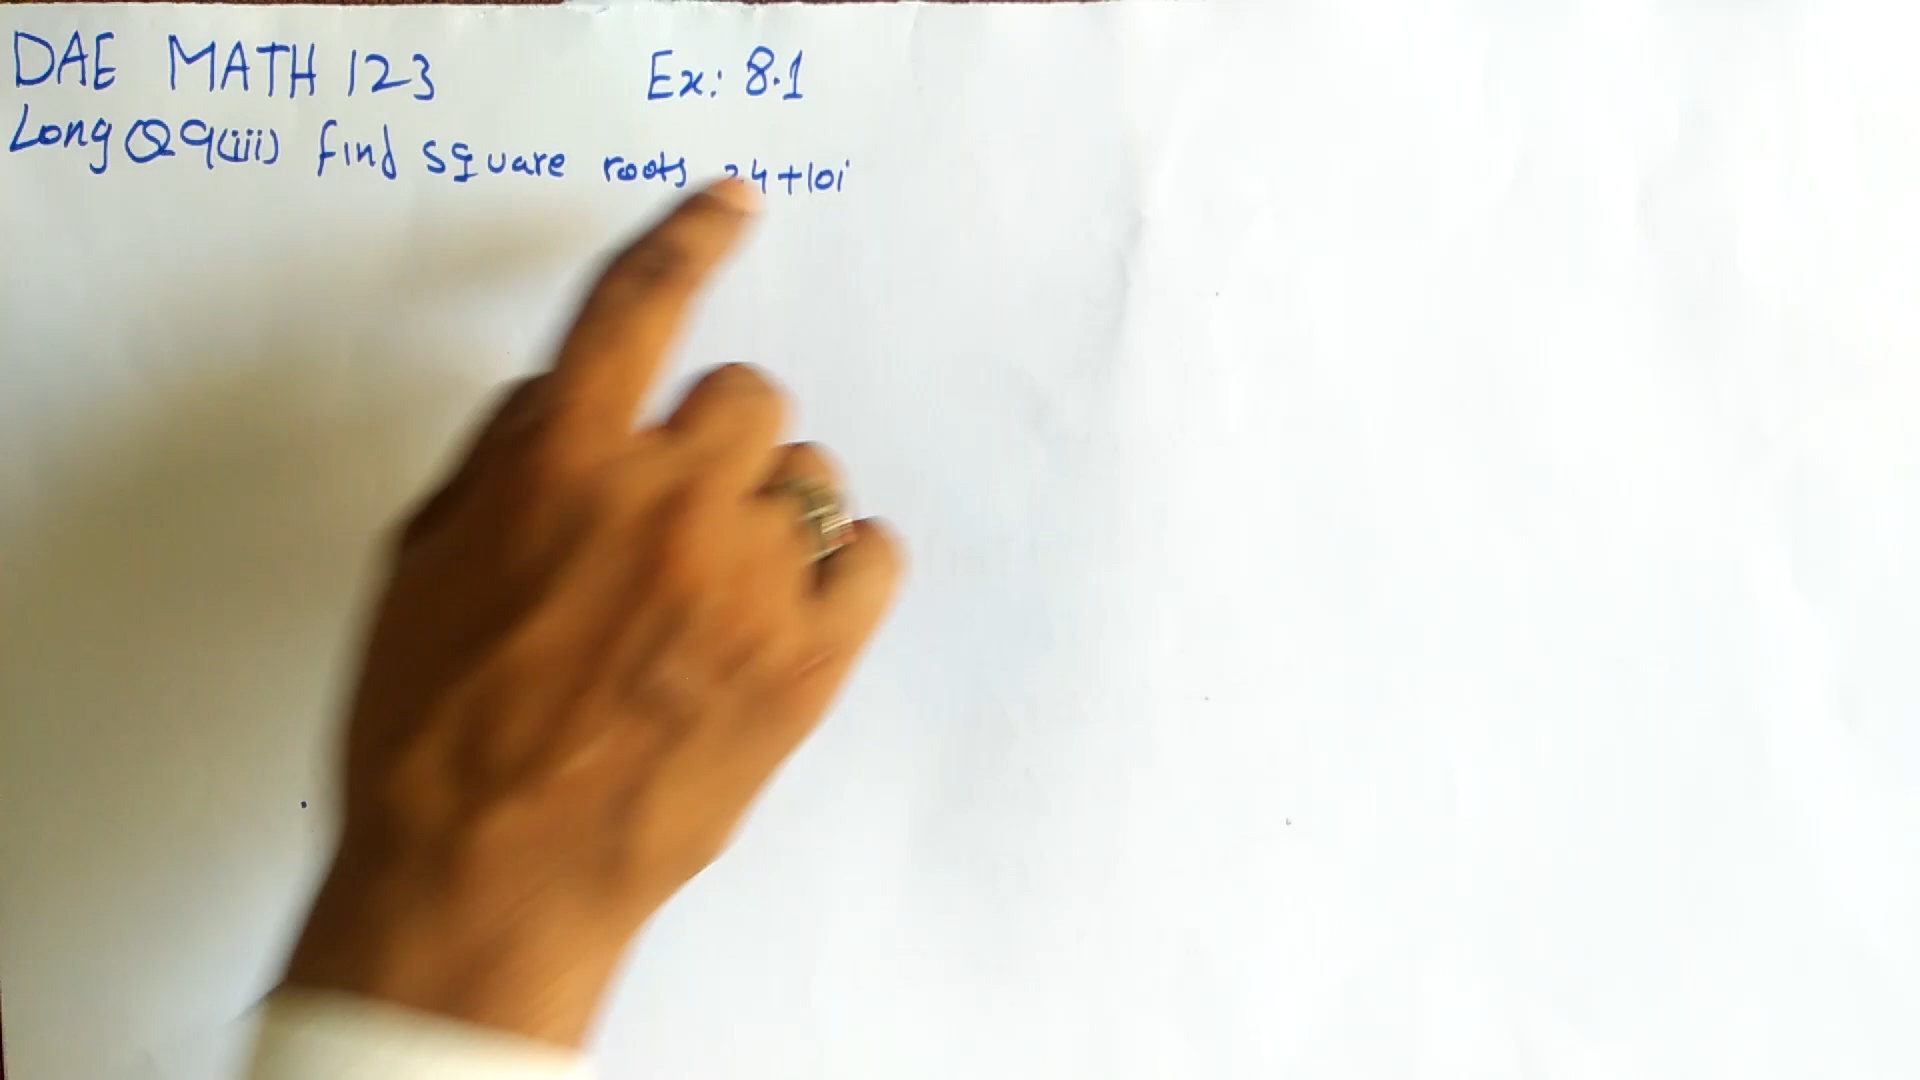 DAE MATH 123 Ex: 8.1
Long Q9(iii) find square roots 24+10i